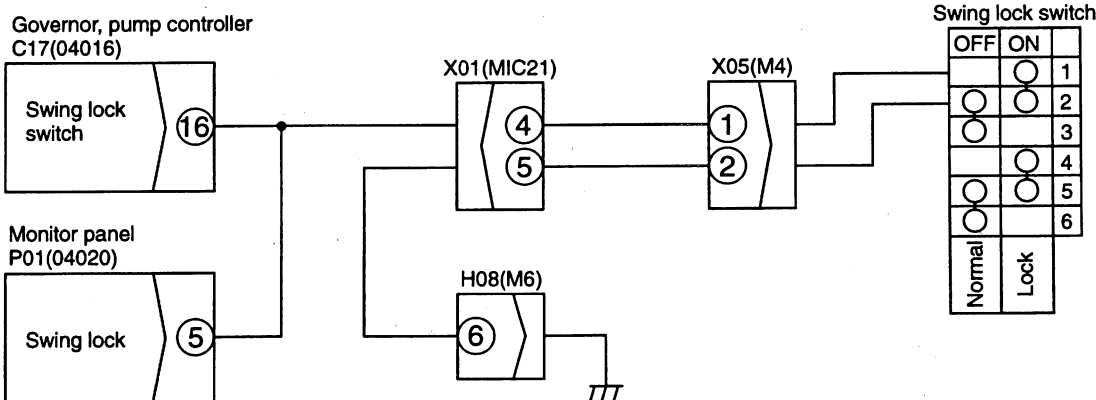 Governor, pump controller
C17(04016)
Swing lock
switch
16
Monitor panel
P01(04020)
Swing lock
5
X01(MIC21)
4
5
H08(M6)
6
X05(M4)
1
2
Swing lock switch
OFF ON
1
2
3
4
5
6
Normal
Lock